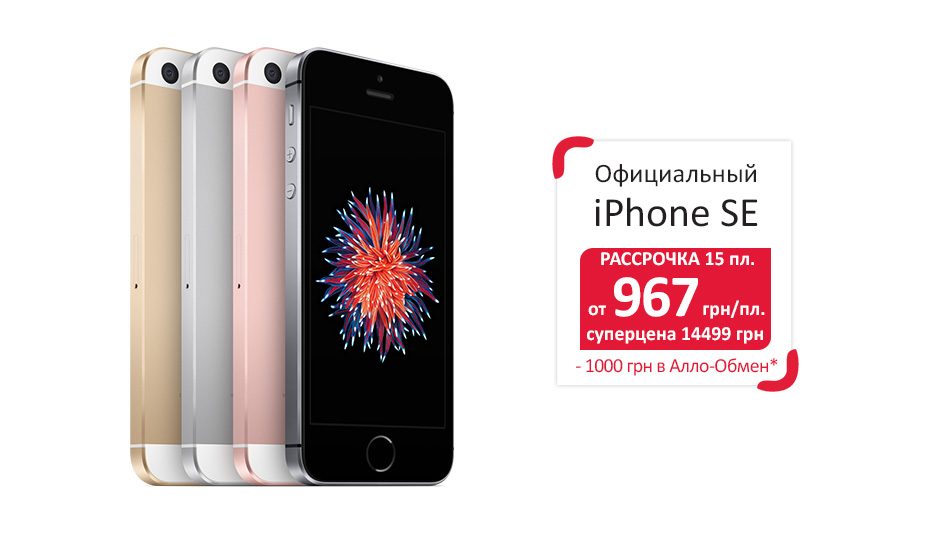 Официальный
iPhone SE
РАССРОЧКА 15 пл.
от 967 грн/пл.
суперцена 14499 грн
- 1000 грн в Алло-Обмен*